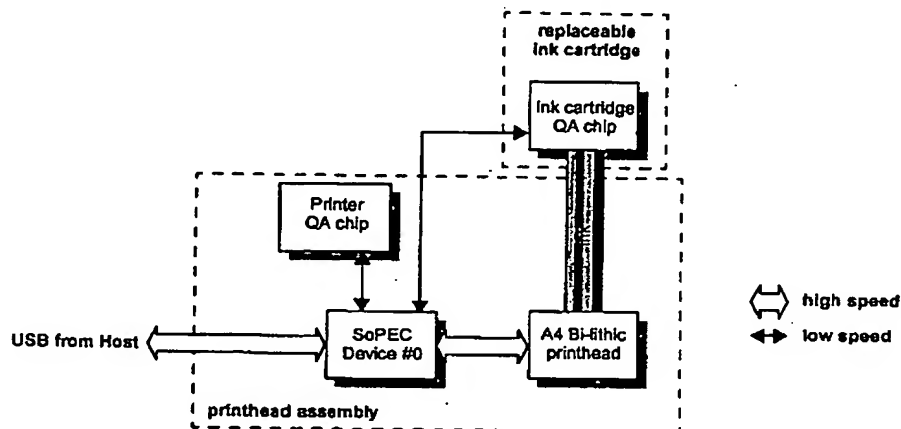 replaceable
ink cartridge
ink cartridge
QA chip
Printer
QA chip
USB from Host
SoPEC
Device #0
A4 Bi-lithic
printhead
high speed
low speed
printhead assembly